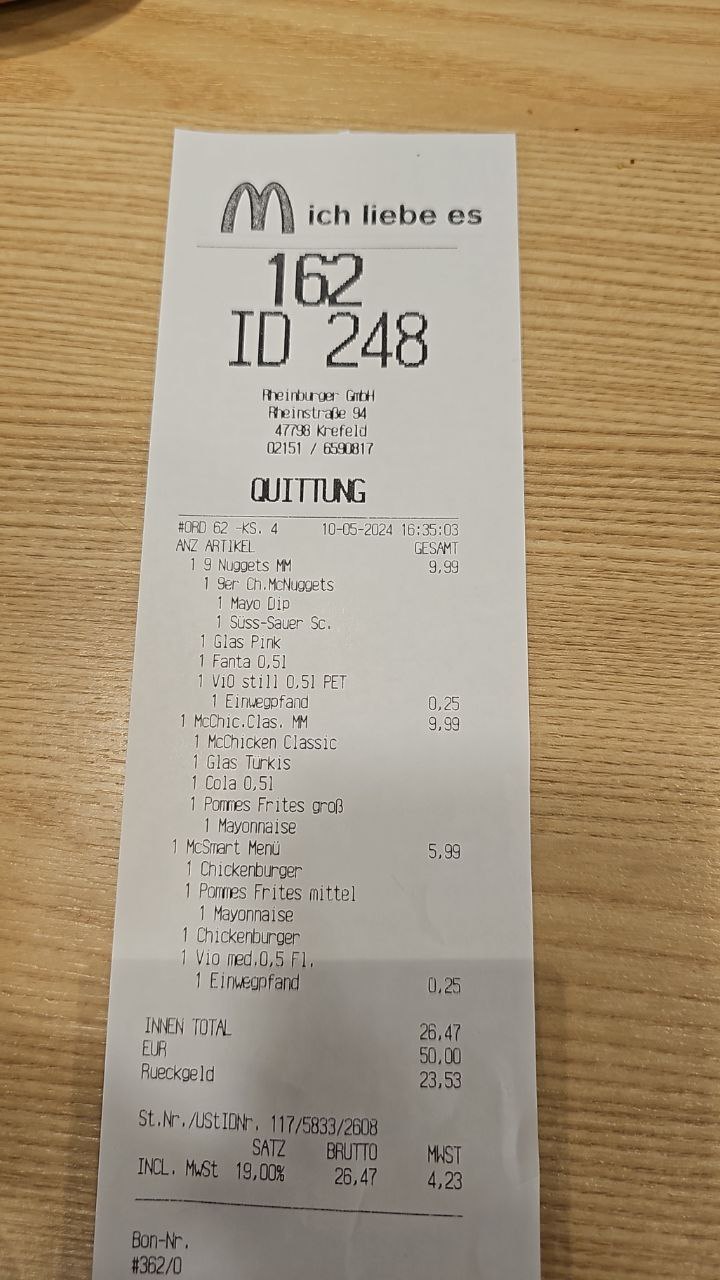 ich liebe es
162
ID 248
Rheinburger GmbH
Rheinstraße 94
47798 Krefeld
02151 / 6590817
QUITTUNG
#ORD 62 -KS. 4 10-05-2024 16:35:03
ANZ ARTIKEL GESAMT
1 9 Nuggets MM 9,99
1 9er Ch.McNuggets
1 Mayo Dip
1 Süss-Sauer Sc.
1 Glas Pink
1 Fanta 0,5l
1 ViO still 0,5l PET
1 Einwegpfand 0,25
1 McChic.Clas. MM 9,99
1 McChicken Classic
1 Glas Türkis
1 Cola 0,5l
1 Pommes Frites groß
1 Mayonnaise
1 McSmart Menü 5,99
1 Chickenburger
1 Pommes Frites mittel
1 Mayonnaise
1 Chickenburger
1 Vio med.0,5 Fl.
1 Einwegpfand 0,25
INNEN TOTAL 26,47
EUR 50,00
Rueckgeld 23,53
St.Nr./UStIDNr. 117/5833/2608
SATZ BRUTTO MWST
INCL. MwSt 19,00% 26,47 4,23
Bon-Nr.
#362/0